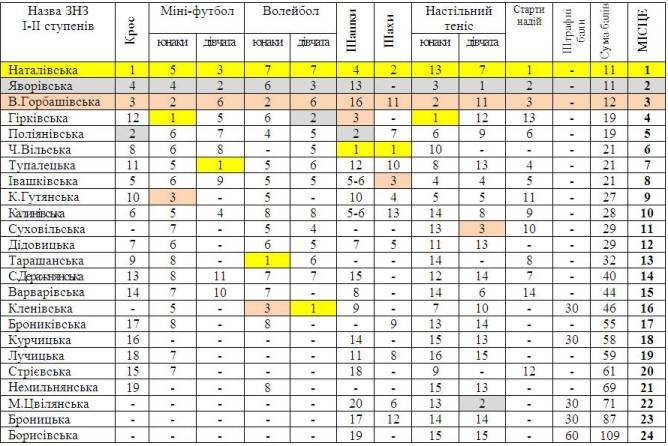 Назва ЗНЗ І-ІІ ступенів Крос Міні-футбол Волейбол Шашки Шахи Настільний теніс Старти надій Штрафні бали Сума балів МІСЦЕ
юнаки дівчата юнаки дівчата юнаки дівчата
Наталівська 1 5 3 7 7 4 2 13 7 1 - 11 1
Яворівська 4 4 2 6 3 13 - 3 1 2 - 11 2
В.Горбашівська 3 2 6 2 6 16 11 2 11 3 - 12 3
Гірківська 12 1 5 6 2 3 - 1 12 13 - 19 4
Поліянівська 2 6 7 4 5 2 7 6 9 6 - 19 5
Ч.Вільська 8 6 8 - 5 1 1 10 - - - 21 6
Тупалецька 11 5 1 5 6 12 10 8 13 4 - 21 7
Івашківська 5 6 9 5 5 5-6 3 4 4 5 - 21 8
К.Гутянська 10 3 - 5 - 10 4 5 5 11 - 27 9
Калинівська 6 5 4 8 8 5-6 13 14 8 9 - 28 10
Суховільська - 7 - 5 4 - - 13 3 10 - 29 11
Дідовицька 7 6 - 6 5 7 5 11 13 - - 29 12
Тарашанська 9 8 - 1 6 - - 14 - 8 - 32 13
С.Деражнянська 13 8 11 7 7 15 - 12 14 7 - 40 14
Варварівська 14 7 10 7 - 8 - 14 6 14 - 44 15
Кленівська - 5 - 3 1 9 - 7 10 - 30 46 16
Брониківська 17 8 - 8 - - 9 13 14 - - 55 17
Курчицька 16 - - - - 14 - 15 15 - 30 58 18
Лучицька 18 7 - - - 11 8 16 15 - - 59 19
Стрієвська 15 7 - - - 18 - 9 - 12 - 61 20
Немильнянська 19 - - 8 - - - 15 13 - - 69 21
М.Цвілянська - - - - - 20 6 13 2 - 30 71 22
Броницька - - - - - 17 12 14 14 - 30 87 23
Борисівська - - - - - 19 - 15 15 - 60 109 24